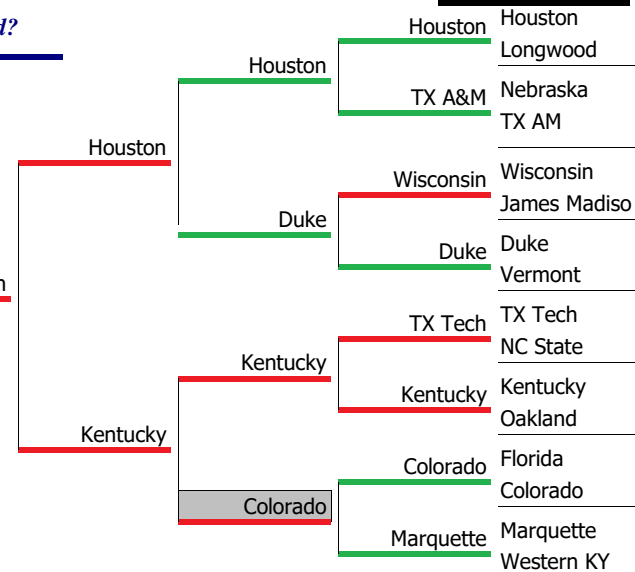 Houston
Longwood
Nebraska
TX AM
Wisconsin
James Madiso
Duke
Vermont
TX Tech
NC State
Kentucky
Oakland
Florida
Colorado
Marquette
Western KY
Houston
TX A&M
Wisconsin
Duke
TX Tech
Kentucky
Colorado
Marquette
Houston
Duke
Kentucky
Colorado
Houston
Kentucky